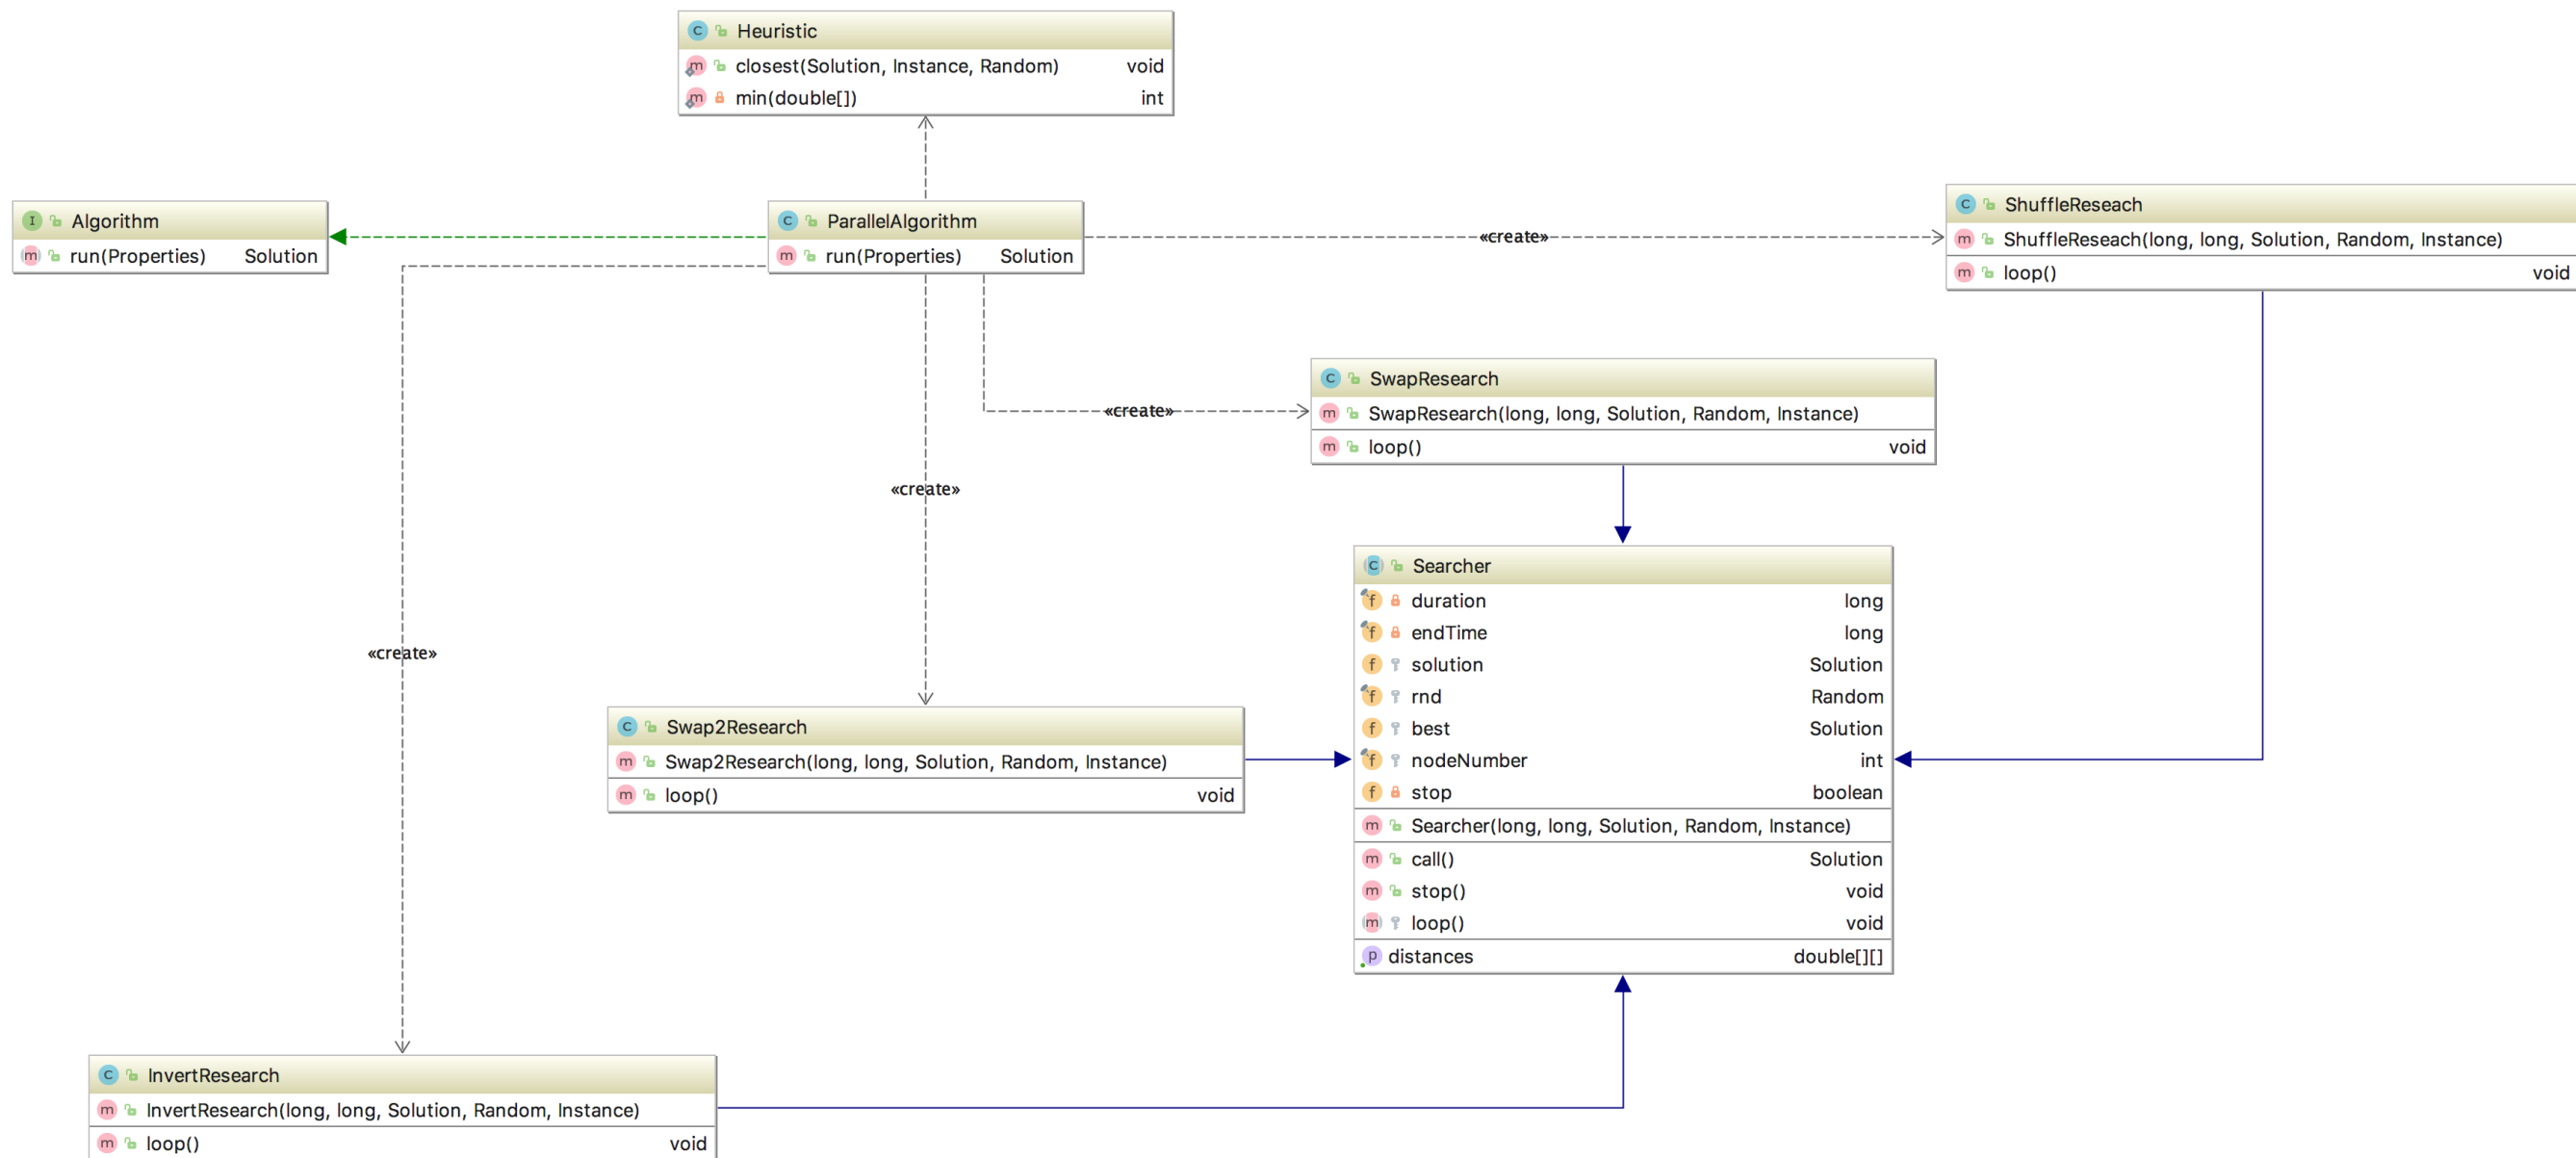 Heuristic
closest(Solution, Instance, Random) void
min(double[]) int
Algorithm
run(Properties) Solution
ParallelAlgorithm
run(Properties) Solution
«create»
ShuffleReseach
ShuffleReseach(long, long, Solution, Random, Instance)
loop() void
SwapResearch
SwapResearch(long, long, Solution, Random, Instance)
loop() void
«create»
«create»
«create»
Searcher
duration long
endTime long
solution Solution
rnd Random
best Solution
nodeNumber int
stop boolean
Searcher(long, long, Solution, Random, Instance)
call() Solution
stop() void
loop() void
distances double[][]
Swap2Research
Swap2Research(long, long, Solution, Random, Instance)
loop() void
InvertResearch
InvertResearch(long, long, Solution, Random, Instance)
loop() void